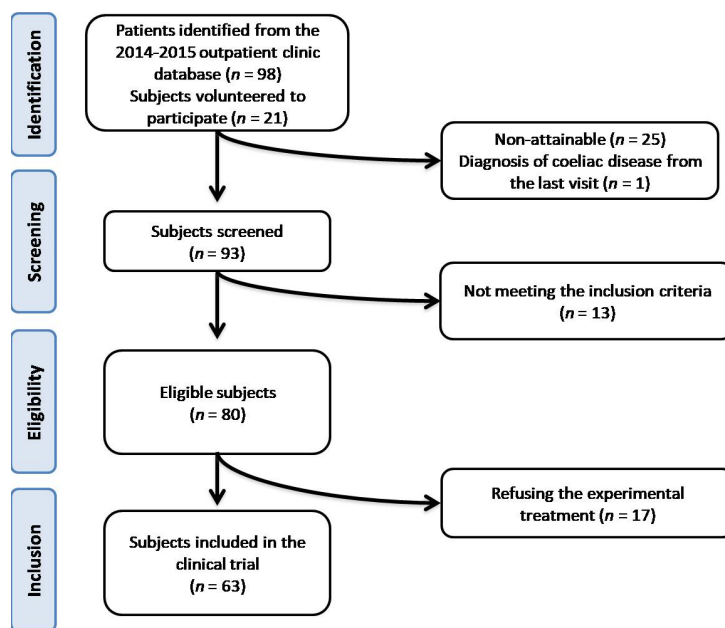 Identification
Patients identified from the
2014-2015 outpatient clinic
database (n = 98)
Subjects volunteered to
participate (n = 21)
Non-attainable (n = 25)
Diagnosis of coeliac disease from
the last visit (n = 1)
Screening
Subjects screened
(n = 93)
Not meeting the inclusion criteria
(n = 13)
Eligibility
Eligible subjects
(n = 80)
Refusing the experimental
treatment (n = 17)
Inclusion
Subjects included in the
clinical trial
(n = 63)